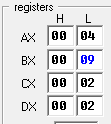 registers
H L
AX 00 04
BX 00 09
CX 00 02
DX 00 02